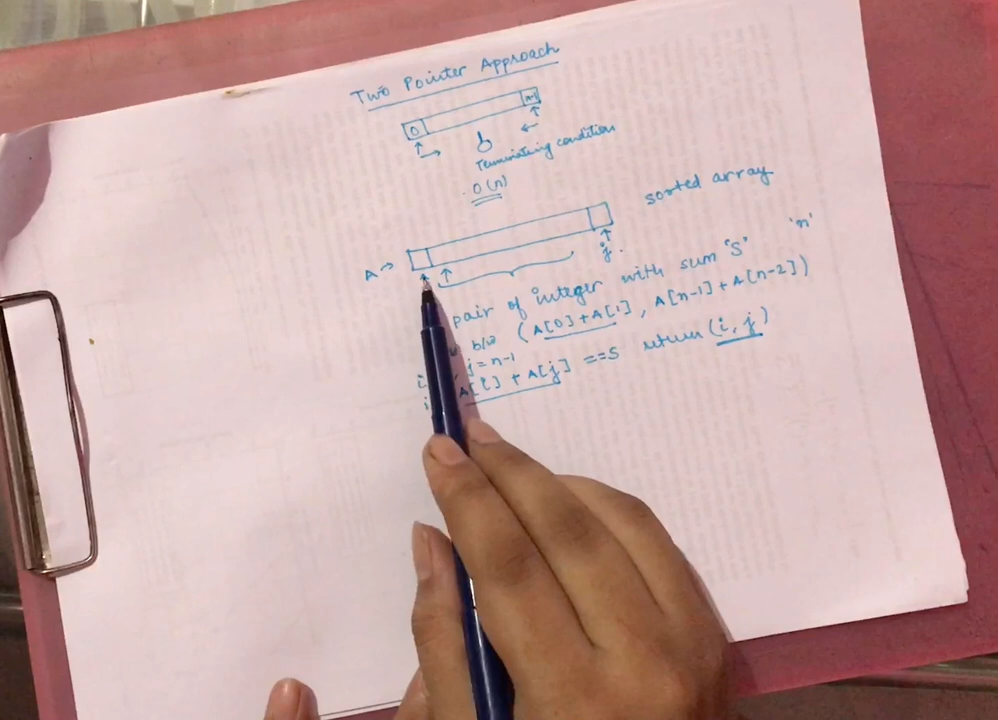 Two Pointer Approach
0 n-1
Terminating condition
O(n)
sorted array
A →
j.
pair of integer with sum 'S' 'n'
b/w (A[0] + A[1], A[n-1] + A[n-2])
j = n-1
A[i] + A[j] == S return (i, j)